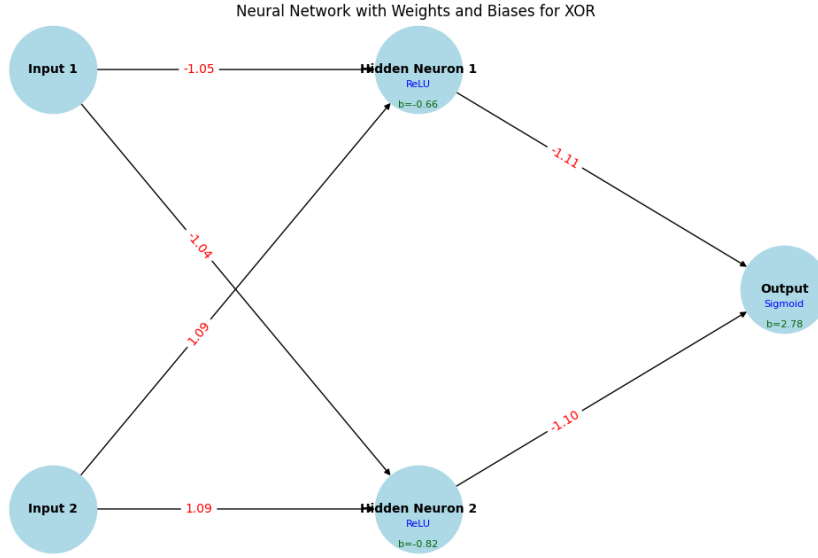 Neural Network with Weights and Biases for XOR
Input 1
-1.05
Hidden Neuron 1
ReLU
b=-0.66
-1.11
-1.04
Output
Sigmoid
b=2.78
1.09
-1.10
Input 2
1.09
Hidden Neuron 2
ReLU
b=-0.82